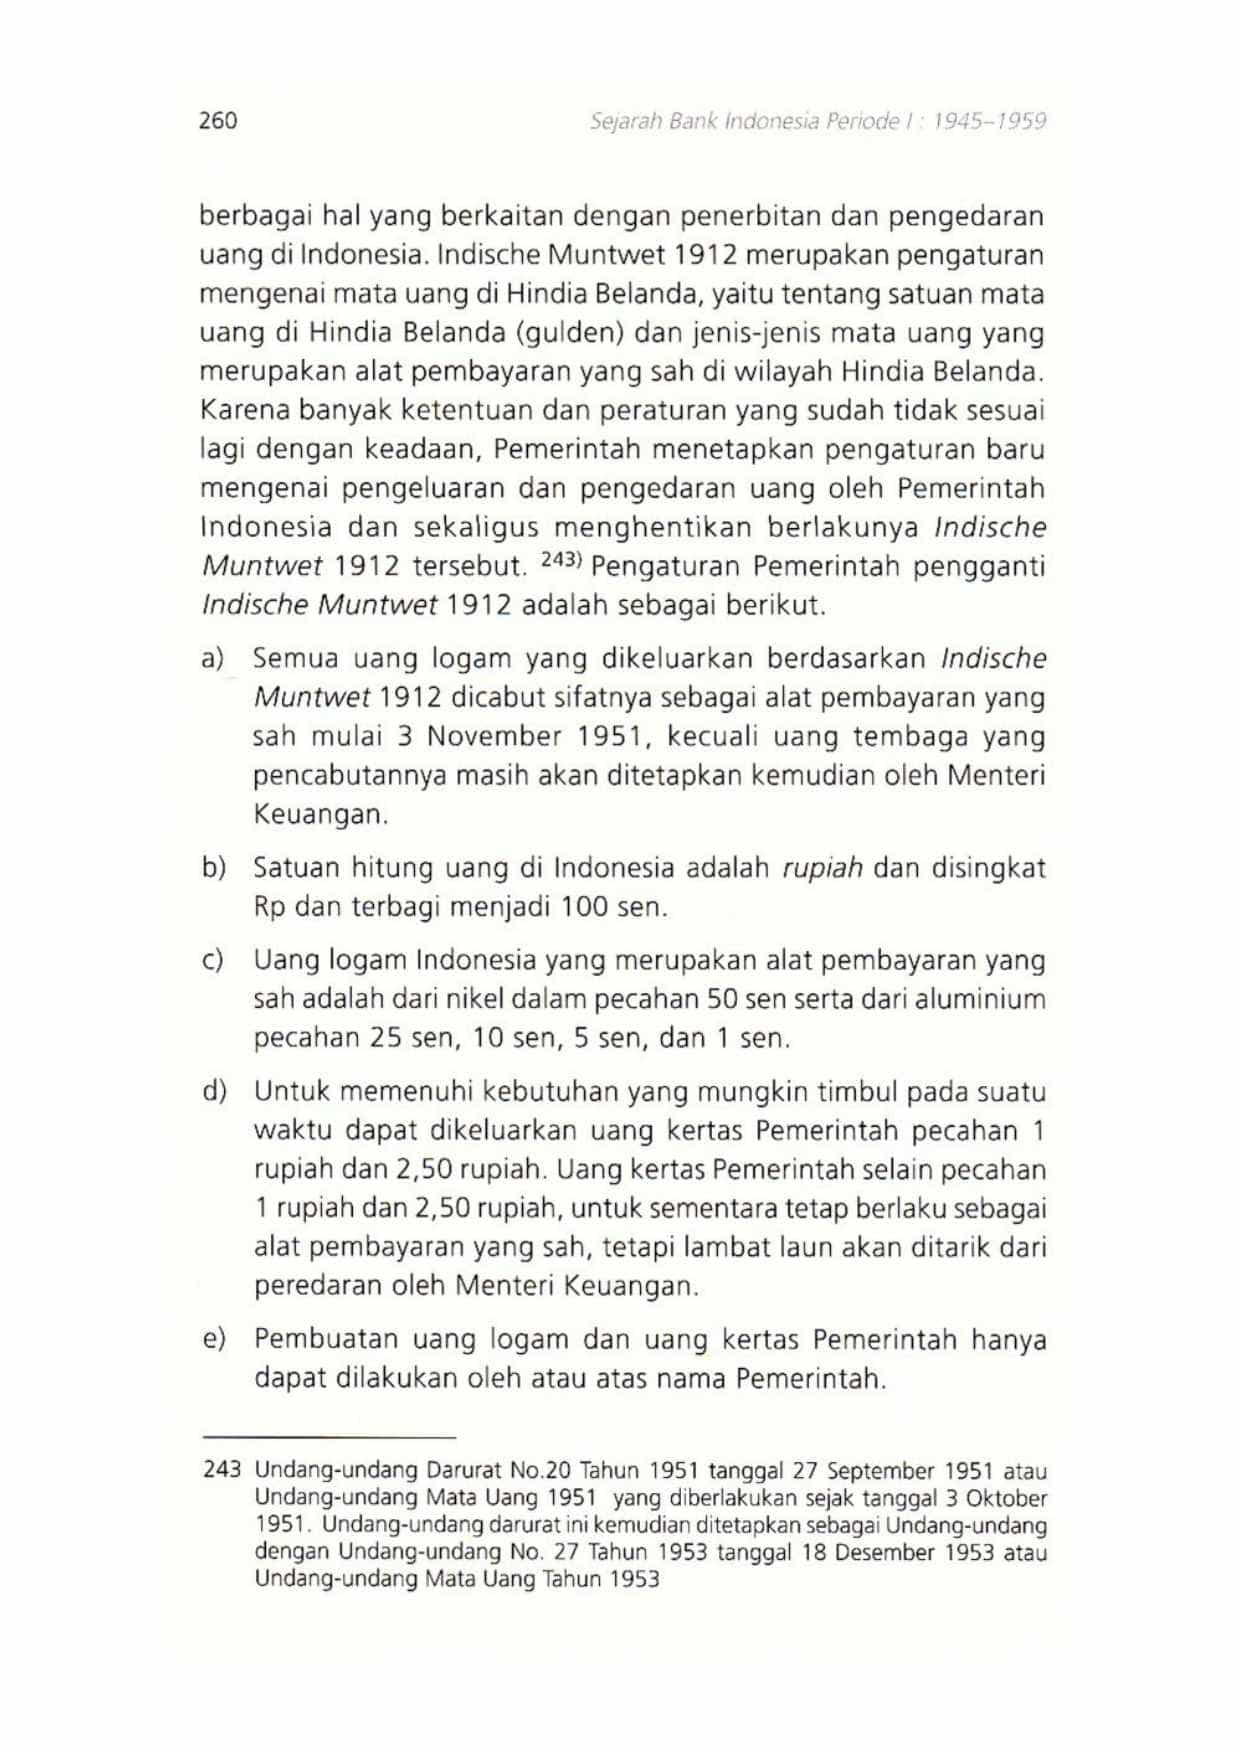 260 Sejarah Bank Indonesia Periode I : 1945–1959
berbagai hal yang berkaitan dengan penerbitan dan pengedaran
uang di Indonesia. Indische Muntwet 1912 merupakan pengaturan
mengenai mata uang di Hindia Belanda, yaitu tentang satuan mata
uang di Hindia Belanda (gulden) dan jenis-jenis mata uang yang
merupakan alat pembayaran yang sah di wilayah Hindia Belanda.
Karena banyak ketentuan dan peraturan yang sudah tidak sesuai
lagi dengan keadaan, Pemerintah menetapkan pengaturan baru
mengenai pengeluaran dan pengedaran uang oleh Pemerintah
Indonesia dan sekaligus menghentikan berlakunya Indische
Muntwet 1912 tersebut. 243) Pengaturan Pemerintah pengganti
Indische Muntwet 1912 adalah sebagai berikut.
a) Semua uang logam yang dikeluarkan berdasarkan Indische
Muntwet 1912 dicabut sifatnya sebagai alat pembayaran yang
sah mulai 3 November 1951, kecuali uang tembaga yang
pencabutannya masih akan ditetapkan kemudian oleh Menteri
Keuangan.
b) Satuan hitung uang di Indonesia adalah rupiah dan disingkat
Rp dan terbagi menjadi 100 sen.
c) Uang logam Indonesia yang merupakan alat pembayaran yang
sah adalah dari nikel dalam pecahan 50 sen serta dari aluminium
pecahan 25 sen, 10 sen, 5 sen, dan 1 sen.
d) Untuk memenuhi kebutuhan yang mungkin timbul pada suatu
waktu dapat dikeluarkan uang kertas Pemerintah pecahan 1
rupiah dan 2,50 rupiah. Uang kertas Pemerintah selain pecahan
1 rupiah dan 2,50 rupiah, untuk sementara tetap berlaku sebagai
alat pembayaran yang sah, tetapi lambat laun akan ditarik dari
peredaran oleh Menteri Keuangan.
e) Pembuatan uang logam dan uang kertas Pemerintah hanya
dapat dilakukan oleh atau atas nama Pemerintah.
243 Undang-undang Darurat No.20 Tahun 1951 tanggal 27 September 1951 atau
Undang-undang Mata Uang 1951 yang diberlakukan sejak tanggal 3 Oktober
1951. Undang-undang darurat ini kemudian ditetapkan sebagai Undang-undang
dengan Undang-undang No. 27 Tahun 1953 tanggal 18 Desember 1953 atau
Undang-undang Mata Uang Tahun 1953